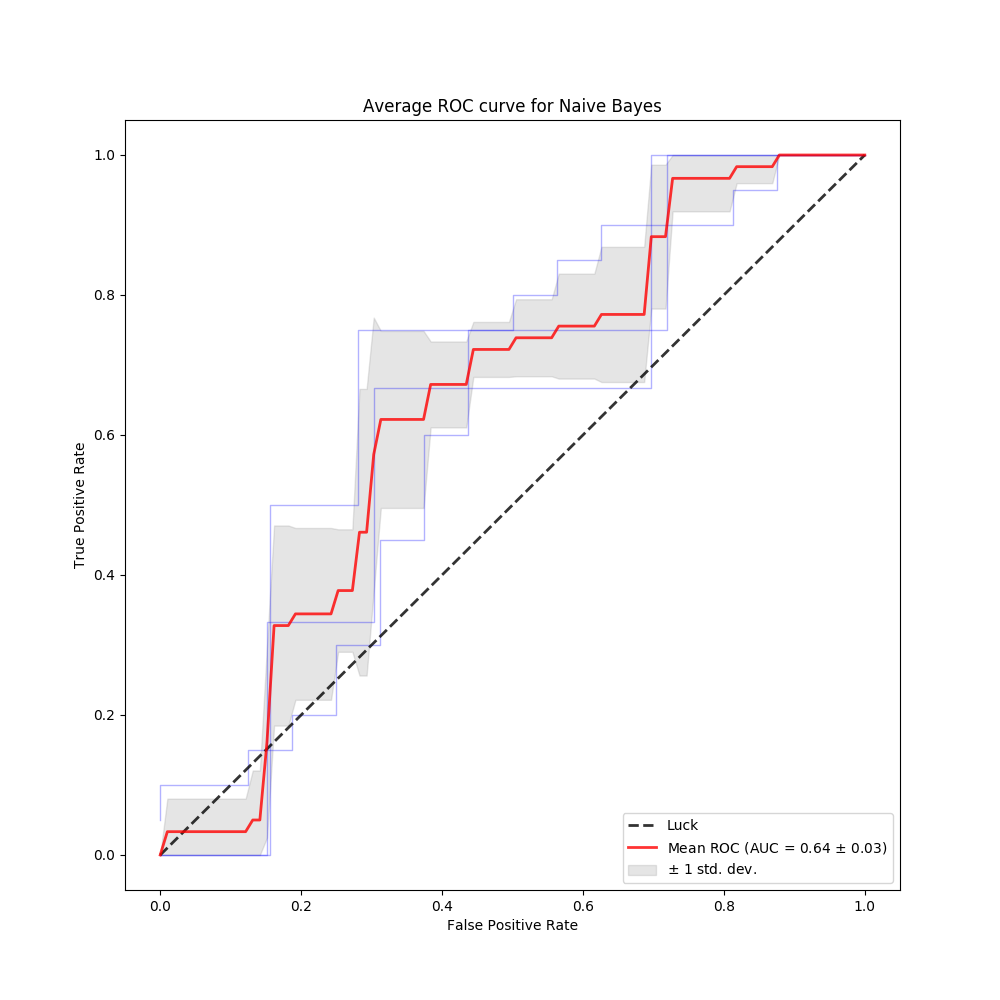 Average ROC curve for Naive Bayes
True Positive Rate
1.0
0.8
0.6
0.4
0.2
0.0
0.0 0.2 0.4 0.6 0.8 1.0
False Positive Rate
Luck
Mean ROC (AUC = 0.64 ± 0.03)
± 1 std. dev.